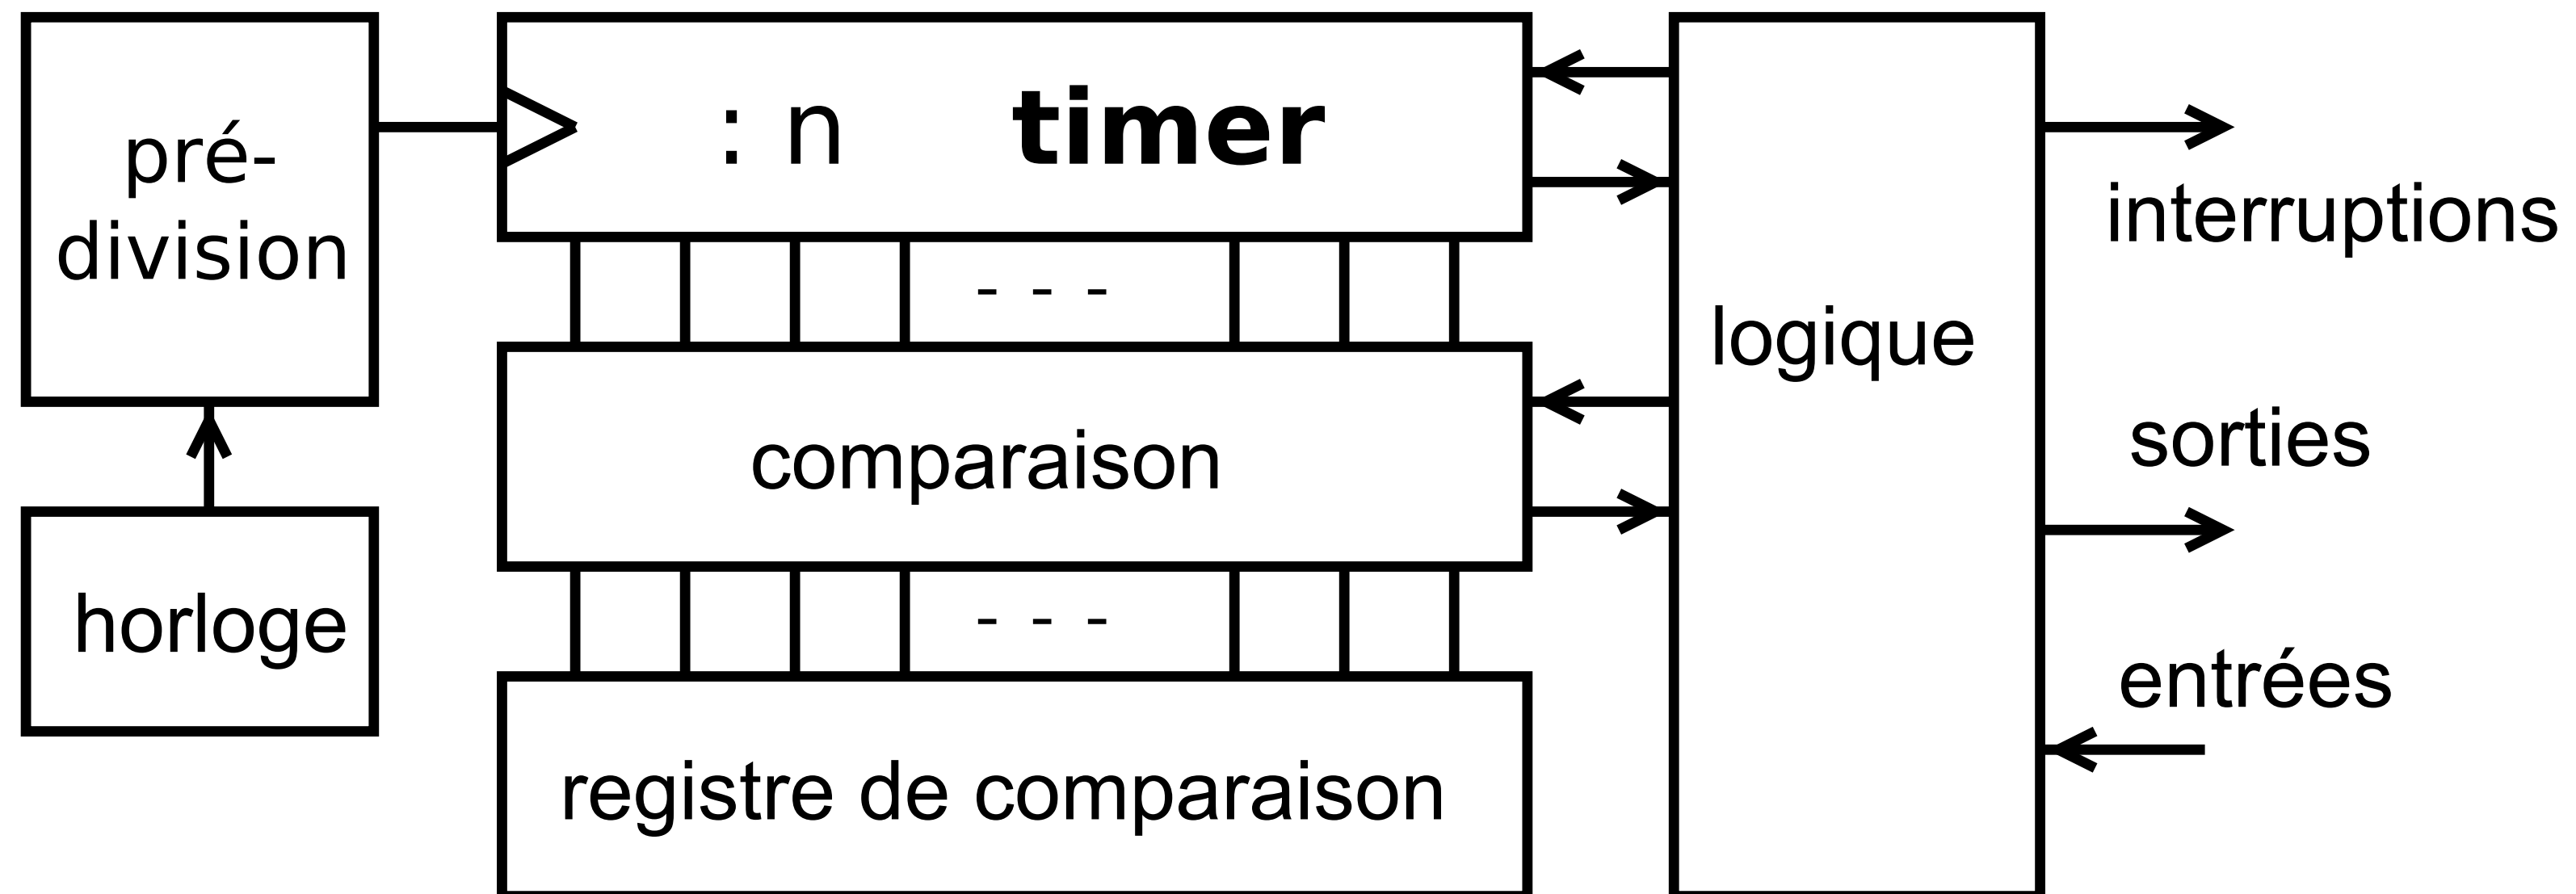 pré-
division
: n timer
- - -
comparaison
- - -
registre de comparaison
horloge
logique
interruptions
sorties
entrées